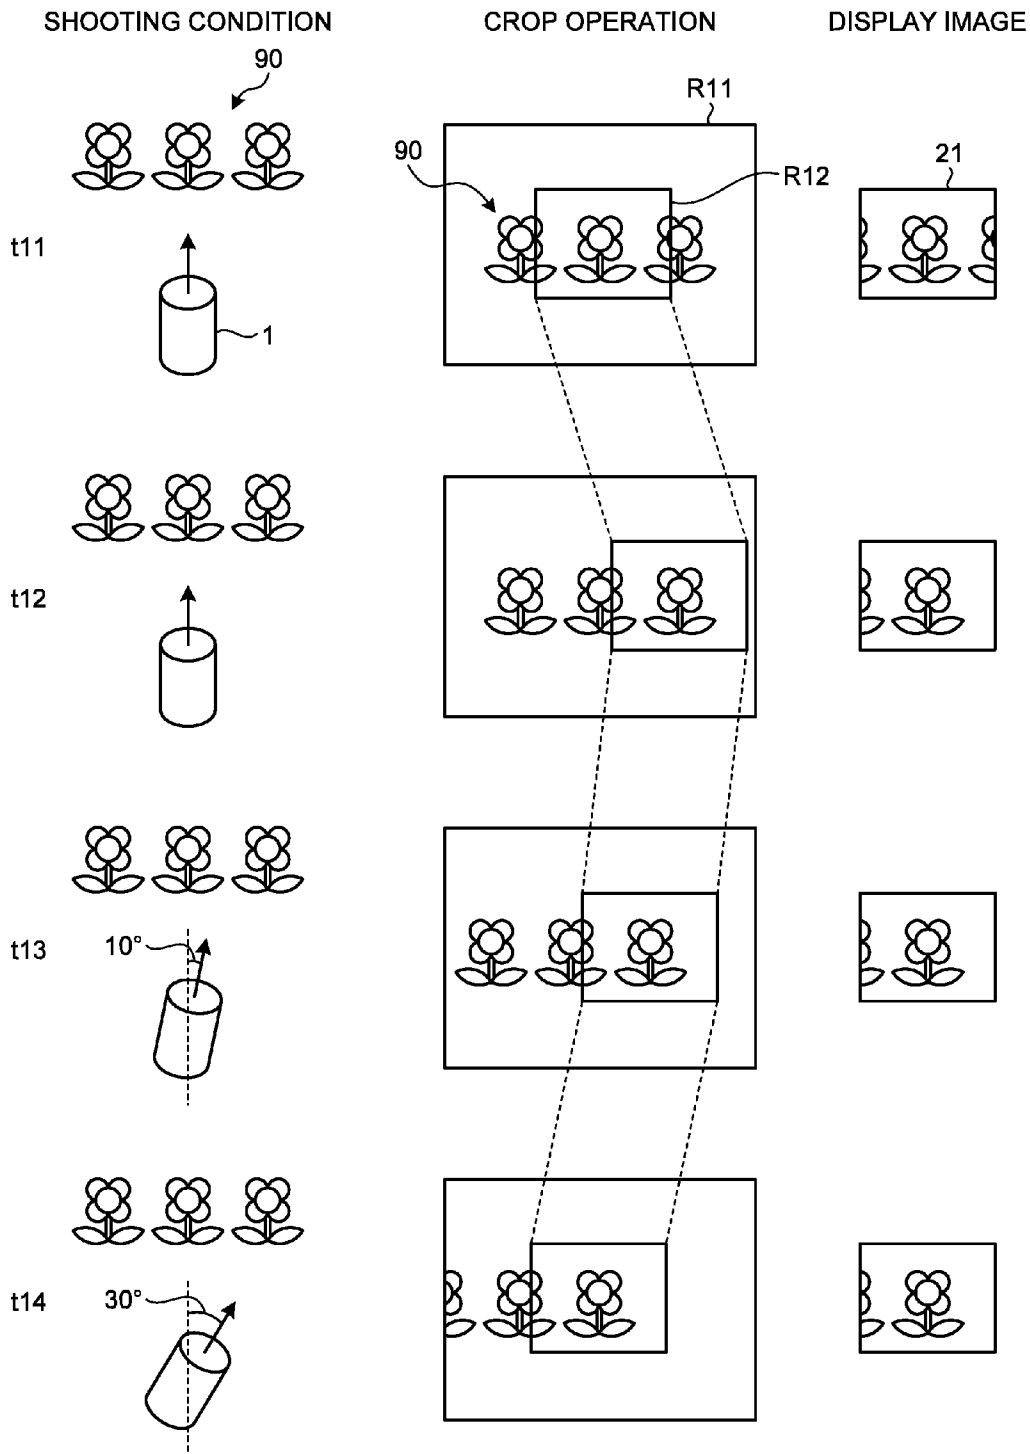 SHOOTING CONDITION
CROP OPERATION
DISPLAY IMAGE
90
R11
90
R12
21
t11
1
t12
t13
10°
t14
30°